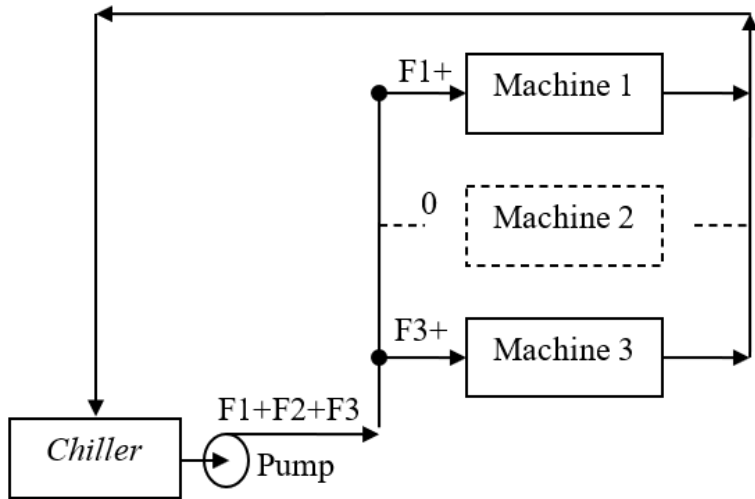 F1+
Machine 1
0
Machine 2
F3+
Machine 3
F1+F2+F3
Chiller
Pump